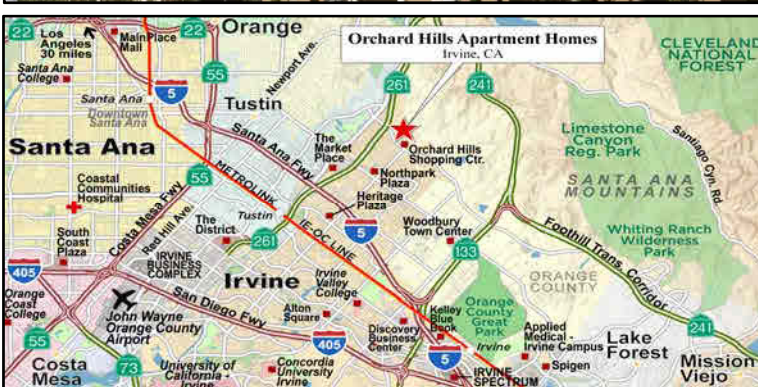 22
22
Orange
Los
Angeles
30 miles
MainPlace
Mall
Santa Ana
College
55
Newport Ave.
Orchard Hills Apartment Homes
Irvine, CA
CLEVELAND
NATIONAL
FOREST
5
261
241
Santa Ana
Downtown
Santa Ana
Tustin
Santa Ana Fwy
Limestone
Canyon
Reg. Park
Santiago Cyn. Rd.
Santa Ana
The
Market
Place
Orchard Hills
Shopping Ctr.
Northpark
Plaza
SANTA ANA
MOUNTAINS
55
METROLINK
Coastal
Communities
Hospital
Costa Mesa Fwy
Red Hill Ave.
Heritage
Plaza
Tustin
The
District
IE-OC LINE
5
Woodbury
Town Center
Whiting Ranch
Wilderness
Park
South
Coast
Plaza
261
133
Foothill Trans. Corridor
IRVINE
BUSINESS
COMPLEX
Irvine
405
San Diego Fwy
Irvine
Valley
College
ORANGE
COUNTY
Orange
Coast
College
John Wayne
Orange County
Airport
Alton
Square
Orange
County
Great
Park
Kelley
Blue
Book
Discovery
Business
Center
Irvine
Applied
Medical -
Irvine Campus
241
55
405
5
Lake
Forest
Costa
Mesa
73
University of
California -
Irvine
Concordia
University
Irvine
IRVINE
SPECTRUM
Spigen
Mission
Viejo